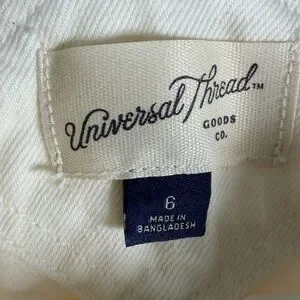 Universal Thread™
GOODS
CO.
6
MADE IN
BANGLADESH